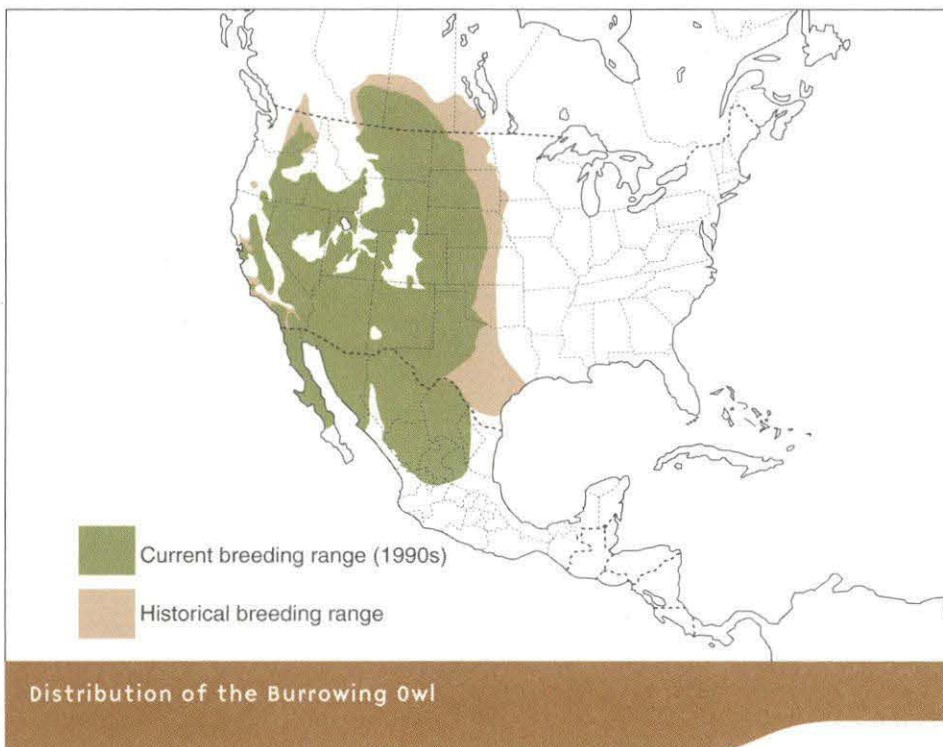 Current breeding range (1990s)
Historical breeding range
Distribution of the Burrowing Owl